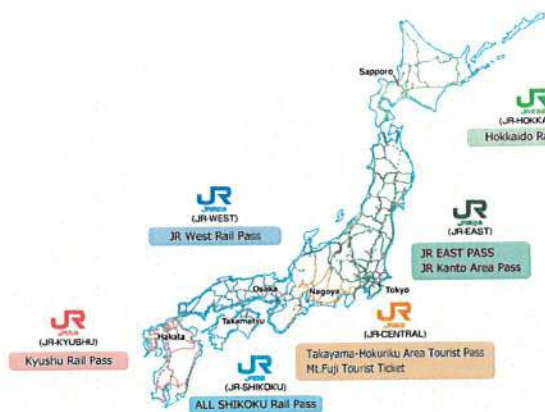 Sapporo
JR
(JR-HOKKA
Hokkaido Ra
JR
(JR-WEST)
JR West Rail Pass
JR
(JR-EAST)
JR EAST PASS
JR Kanto Area Pass
Osaka
Nagoya
Tokyo
Takamatsu
Hakata
JR
(JR-KYUSHU)
Kyushu Rail Pass
JR
(JR-CENTRAL)
Takayama-Hokuriku Area Tourist Pass
Mt.Fuji Tourist Ticket
JR
(JR-SHIKOKU)
ALL SHIKOKU Rail Pass